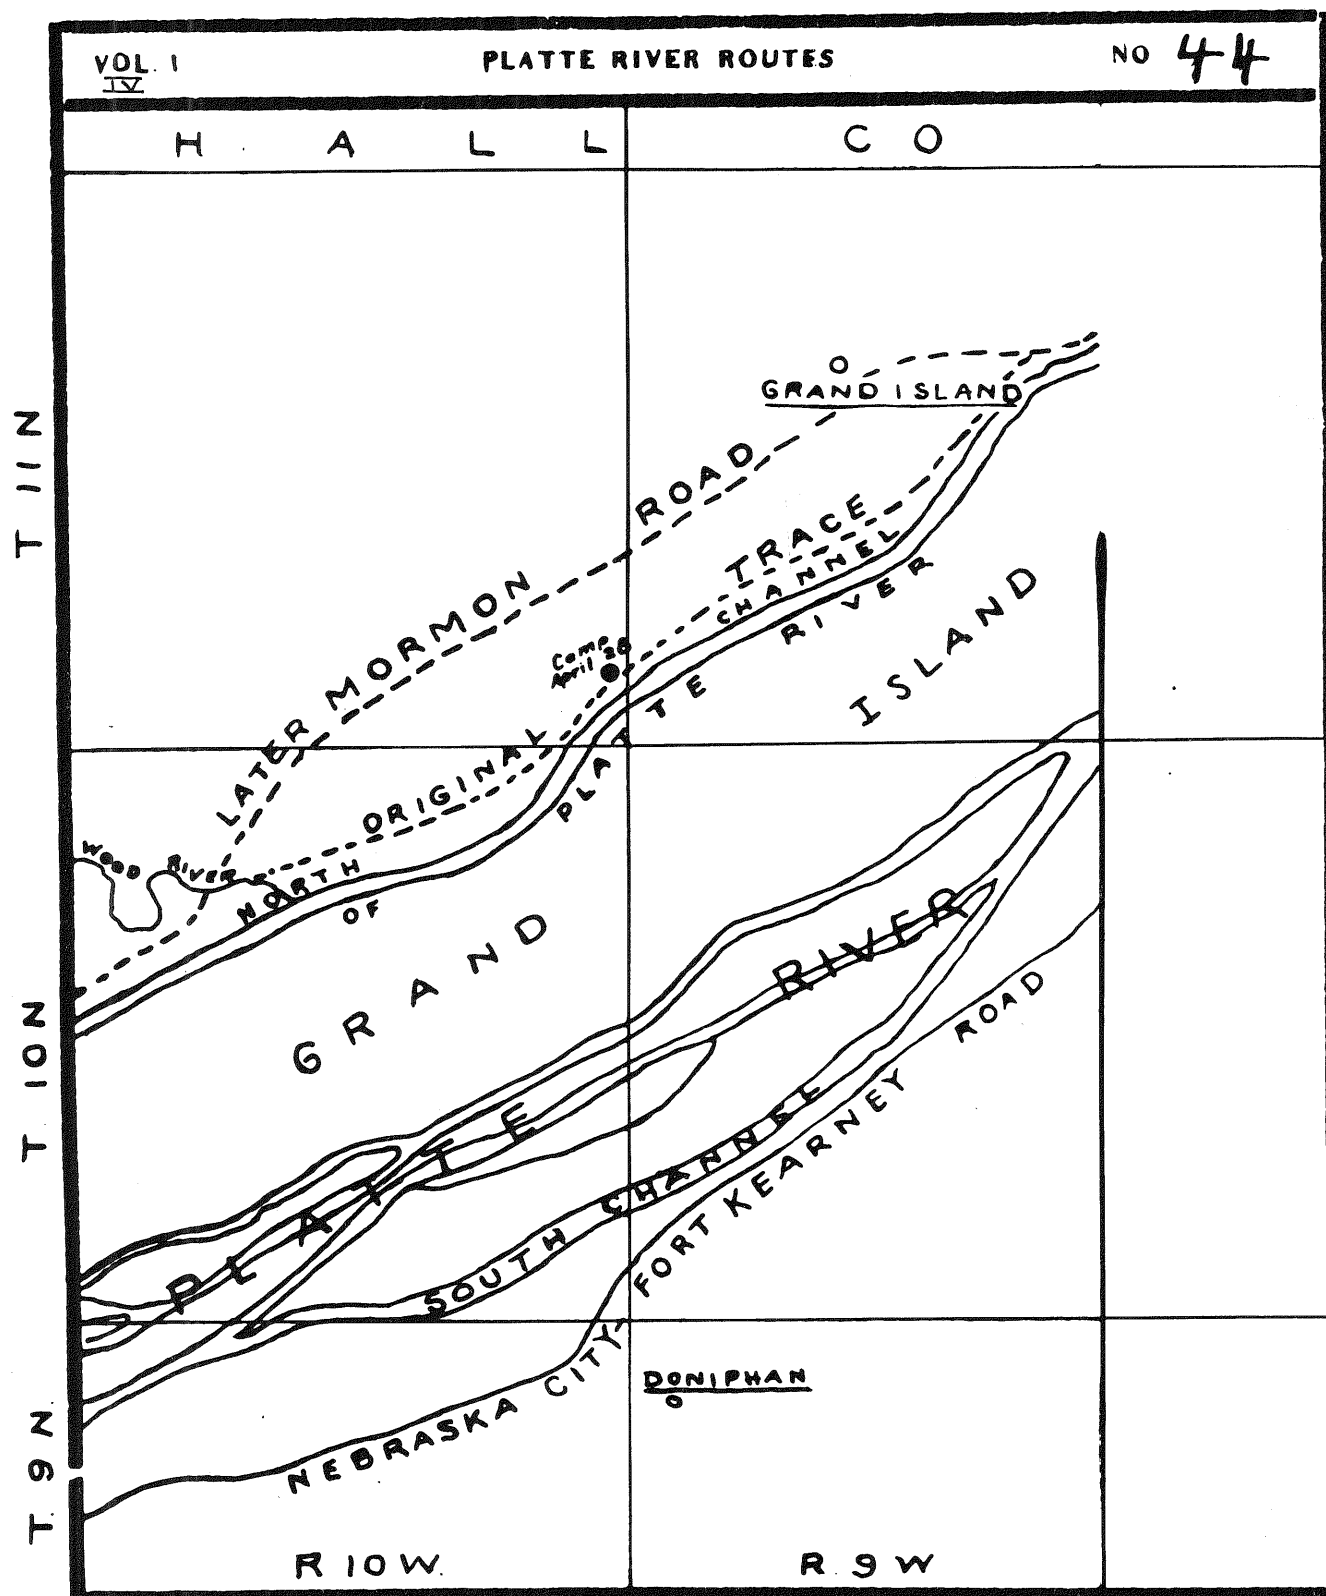 VOL. I
IV
PLATTE RIVER ROUTES
NO 44
HALL CO
T 11 N
T 10 N
T. 9 N.
GRAND ISLAND
LATER MORMON ROAD
ORIGINAL TRACE
Camp
April 28
NORTH CHANNEL
OF PLATTE RIVER
WOOD RIVER
GRAND ISLAND
PLATTE RIVER
SOUTH CHANNEL
NEBRASKA CITY - FORT KEARNEY ROAD
DONIPHAN
R 10 W.
R. 9 W